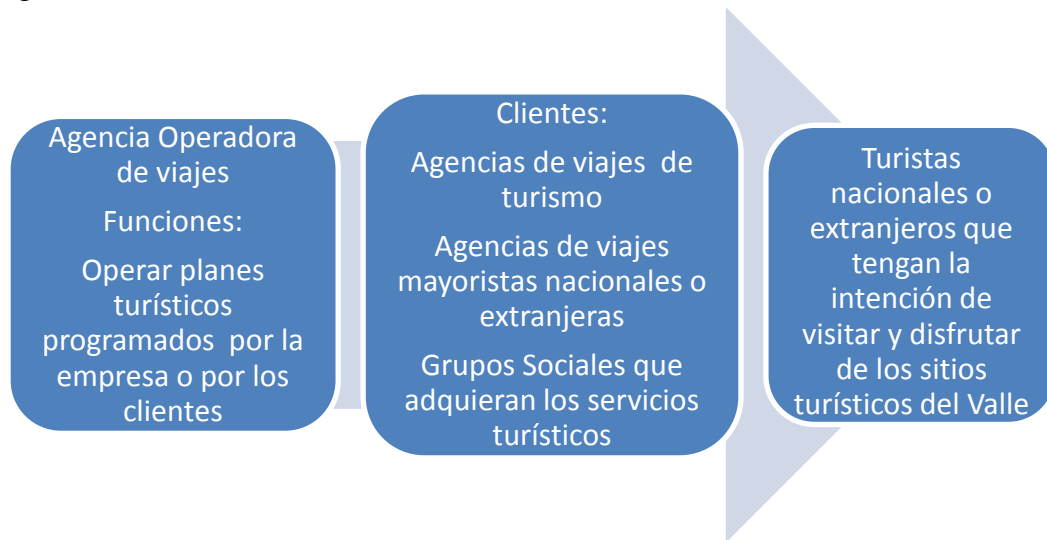 Agencia Operadora
de viajes
Funciones:
Operar planes
turísticos
programados por la
empresa o por los
clientes
Clientes:
Agencias de viajes de
turismo
Agencias de viajes
mayoristas nacionales o
extranjeras
Grupos Sociales que
adquieran los servicios
turísticos
Turistas
nacionales o
extranjeros que
tengan la
intención de
visitar y disfrutar
de los sitios
turísticos del Valle